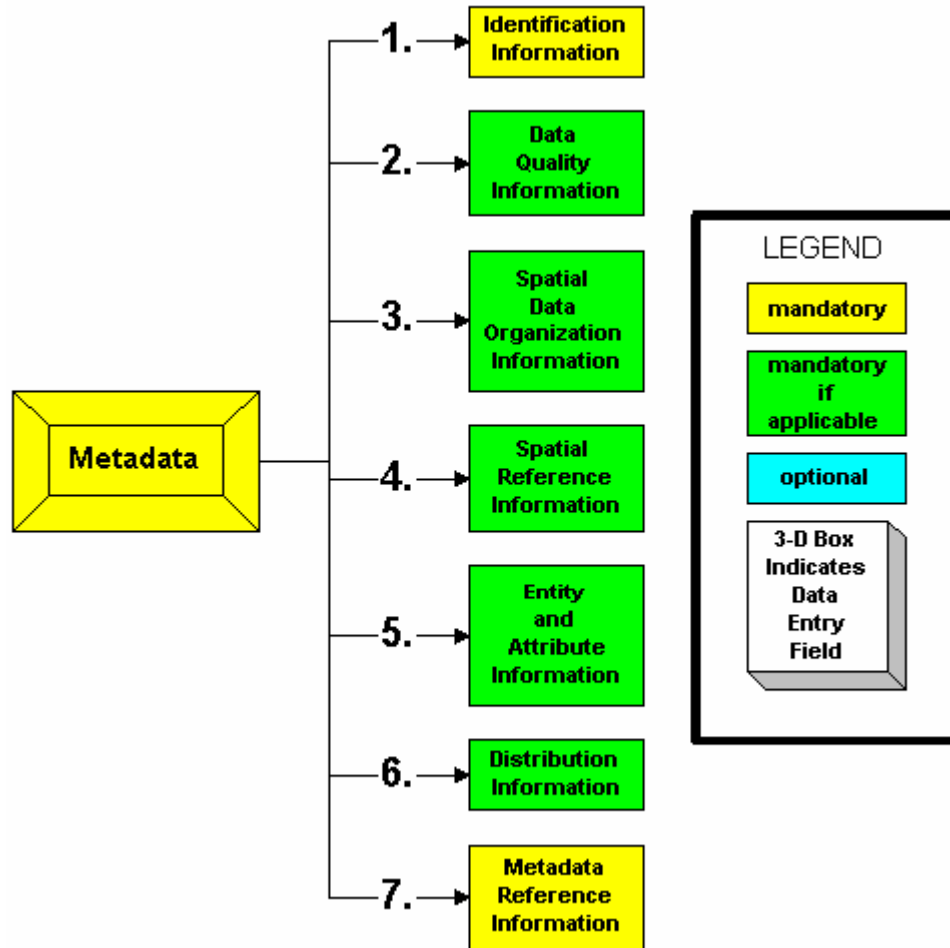 Metadata
1.
Identification
Information
2.
Data
Quality
Information
3.
Spatial
Data
Organization
Information
4.
Spatial
Reference
Information
5.
Entity
and
Attribute
Information
6.
Distribution
Information
7.
Metadata
Reference
Information
LEGEND
mandatory
mandatory
if
applicable
optional
3-D Box
Indicates
Data
Entry
Field